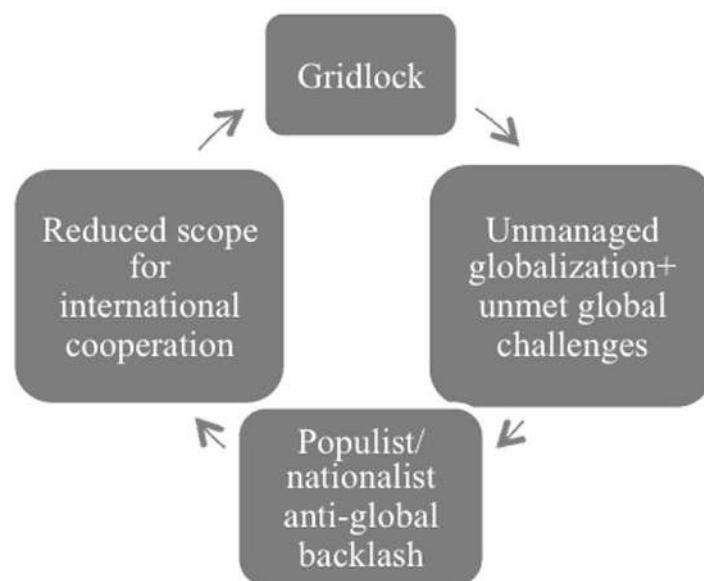 Gridlock
Unmanaged
globalization+
unmet global
challenges
Populist/
nationalist
anti-global
backlash
Reduced scope
for
international
cooperation